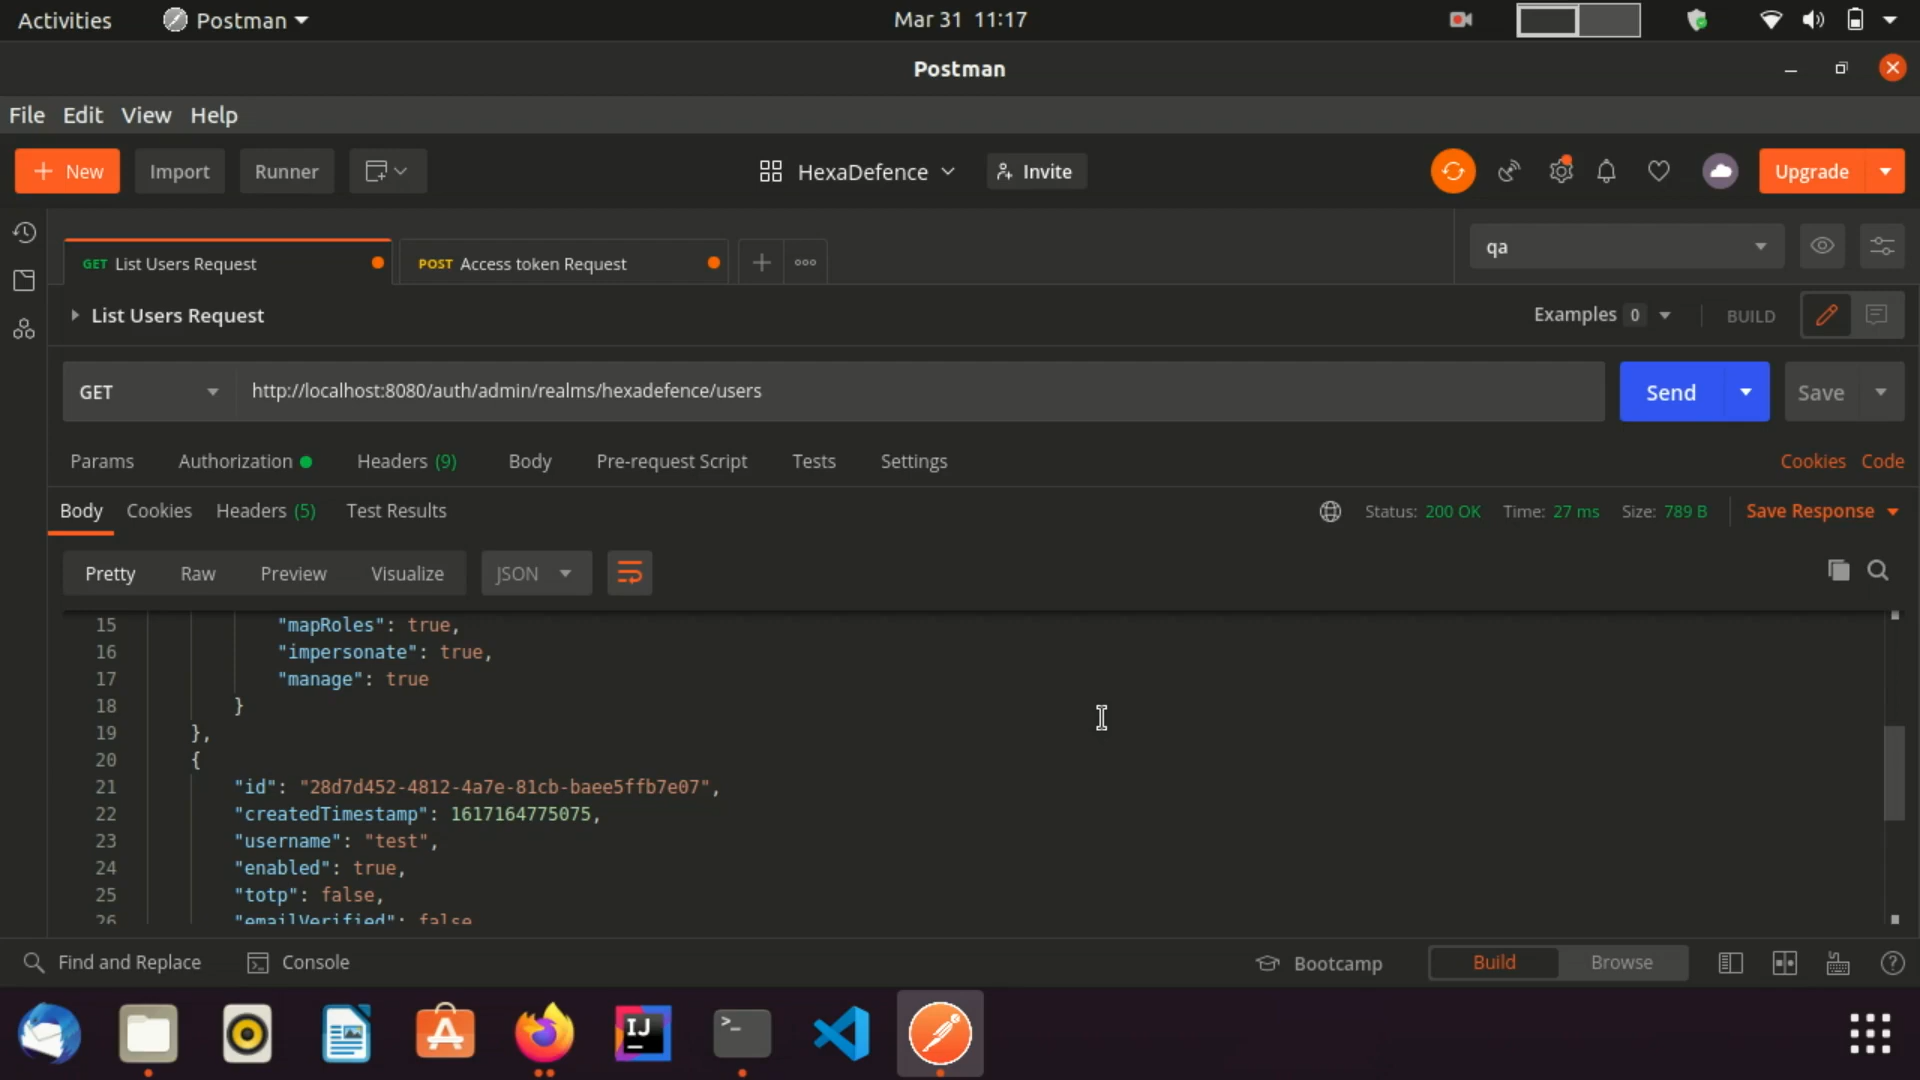 Activities Postman Mar 31 11:17
Postman
File Edit View Help
New Import Runner HexaDefence Invite Upgrade
GET List Users Request POST Access token Request qa
List Users Request Examples 0 BUILD
GET http://localhost:8080/auth/admin/realms/hexadefence/users Send Save
Params Authorization Headers (9) Body Pre-request Script Tests Settings Cookies Code
Body Cookies Headers (5) Test Results Status: 200 OK Time: 27 ms Size: 789 B Save Response
Pretty Raw Preview Visualize JSON
15 "mapRoles": true,
16 "impersonate": true,
17 "manage": true
18 }
19 },
20 {
21 "id": "28d7d452-4812-4a7e-81cb-baee5ffb7e07",
22 "createdTimestamp": 1617164775075,
23 "username": "test",
24 "enabled": true,
25 "totp": false,
26 "emailVerified": false
Find and Replace Console Bootcamp Build Browse
IJ >_